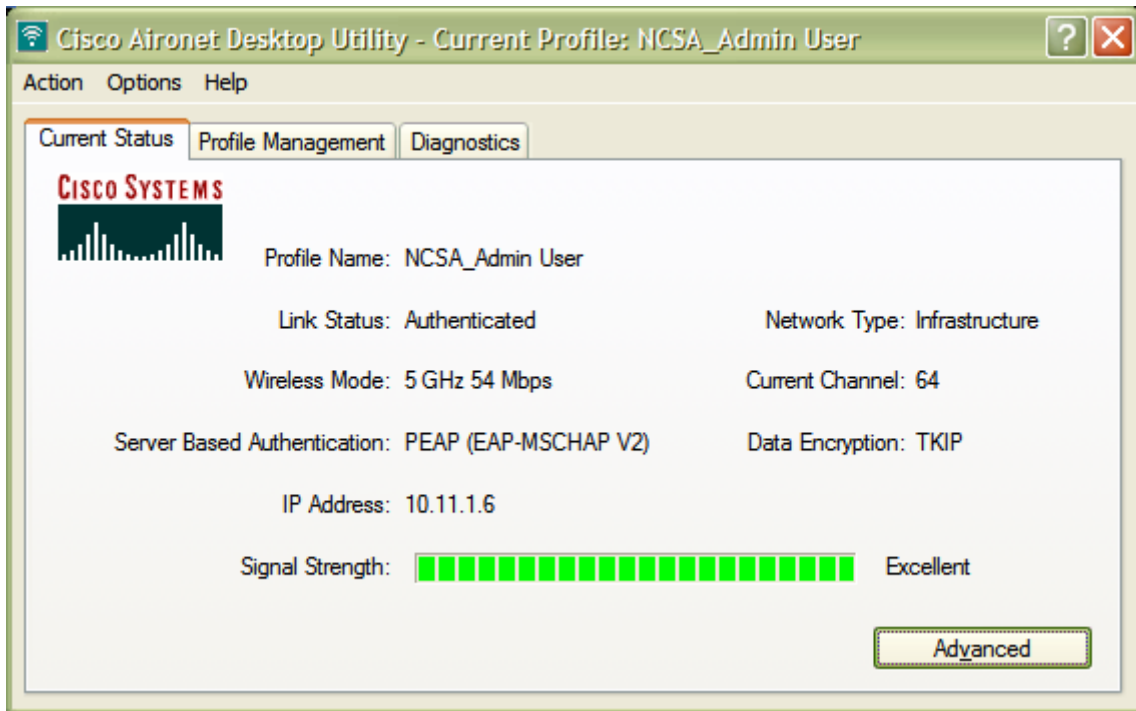 Cisco Aironet Desktop Utility - Current Profile: NCSA_Admin User
Action Options Help
Current Status Profile Management Diagnostics
CISCO SYSTEMS
Profile Name: NCSA_Admin User
Link Status: Authenticated Network Type: Infrastructure
Wireless Mode: 5 GHz 54 Mbps Current Channel: 64
Server Based Authentication: PEAP (EAP-MSCHAP V2) Data Encryption: TKIP
IP Address: 10.11.1.6
Signal Strength: Excellent
Advanced